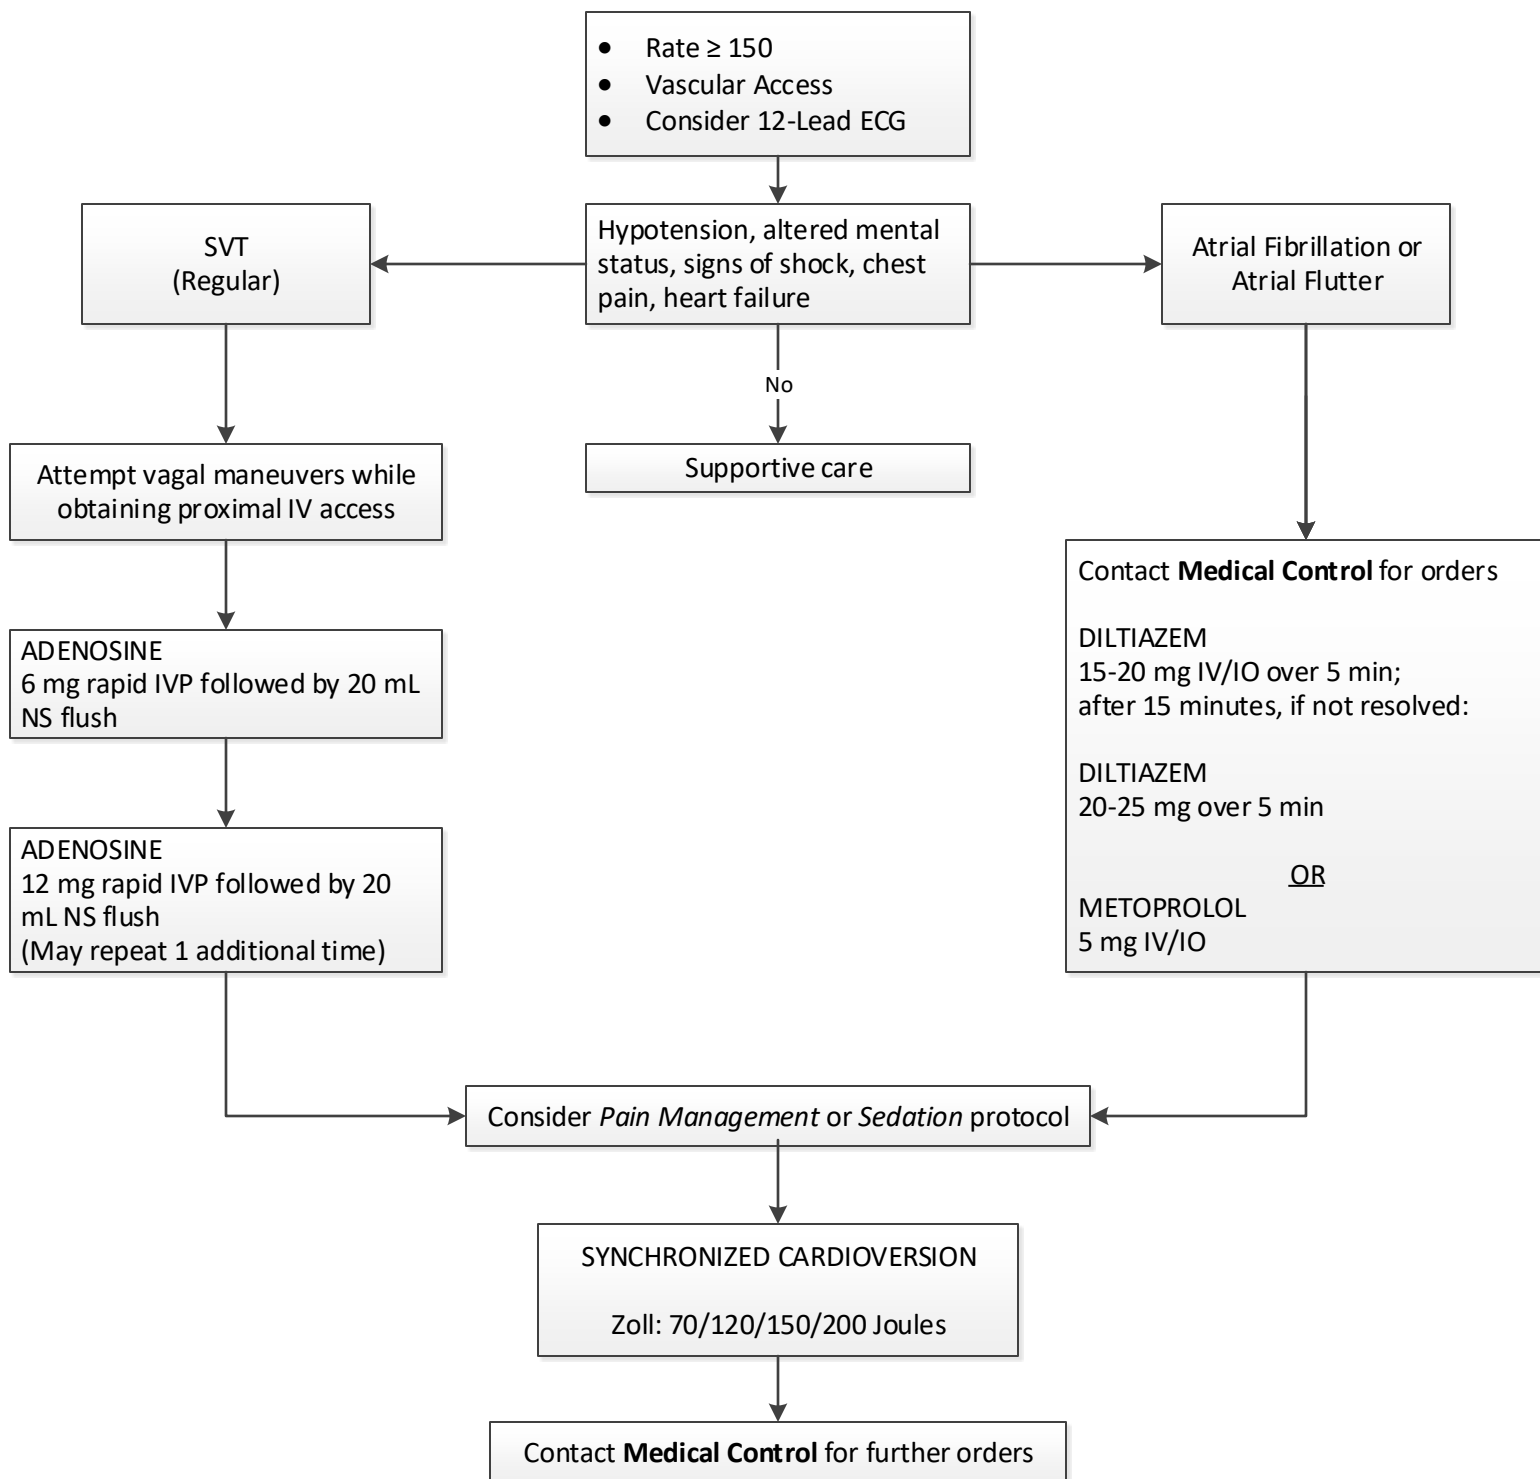 • Rate ≥ 150
• Vascular Access
• Consider 12-Lead ECG
SVT
(Regular)
Hypotension, altered mental
status, signs of shock, chest
pain, heart failure
Atrial Fibrillation or
Atrial Flutter
No
Supportive care
Attempt vagal maneuvers while
obtaining proximal IV access
ADENOSINE
6 mg rapid IVP followed by 20 mL
NS flush
ADENOSINE
12 mg rapid IVP followed by 20
mL NS flush
(May repeat 1 additional time)
Contact Medical Control for orders
DILTIAZEM
15-20 mg IV/IO over 5 min;
after 15 minutes, if not resolved:
DILTIAZEM
20-25 mg over 5 min
OR
METOPROLOL
5 mg IV/IO
Consider Pain Management or Sedation protocol
SYNCHRONIZED CARDIOVERSION
Zoll: 70/120/150/200 Joules
Contact Medical Control for further orders